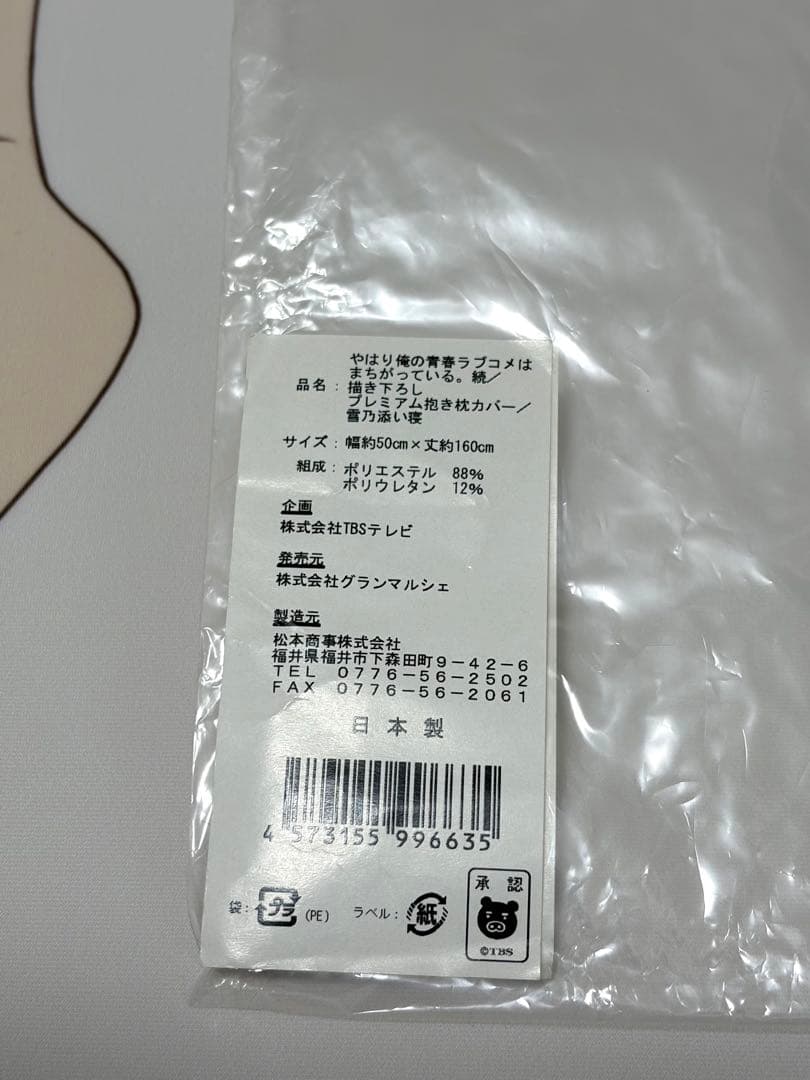 やはり俺の青春ラブコメは
まちがっている。続／
品名：描き下ろし
プレミアム抱き枕カバー／
雪乃添い寝
サイズ：幅約50cm×丈約160cm
組成：ポリエステル 88%
ポリウレタン 12%
企画
株式会社TBSテレビ
発売元
株式会社グランマルシェ
製造元
松本商事株式会社
福井県福井市下森田町９－４２－６
ＴＥＬ ０７７６－５６－２５０２
ＦＡＸ ０７７６－５６－２０６１
日本製
4 573155 996635
袋：プラ(PE) ラベル：紙
承認
©TBS